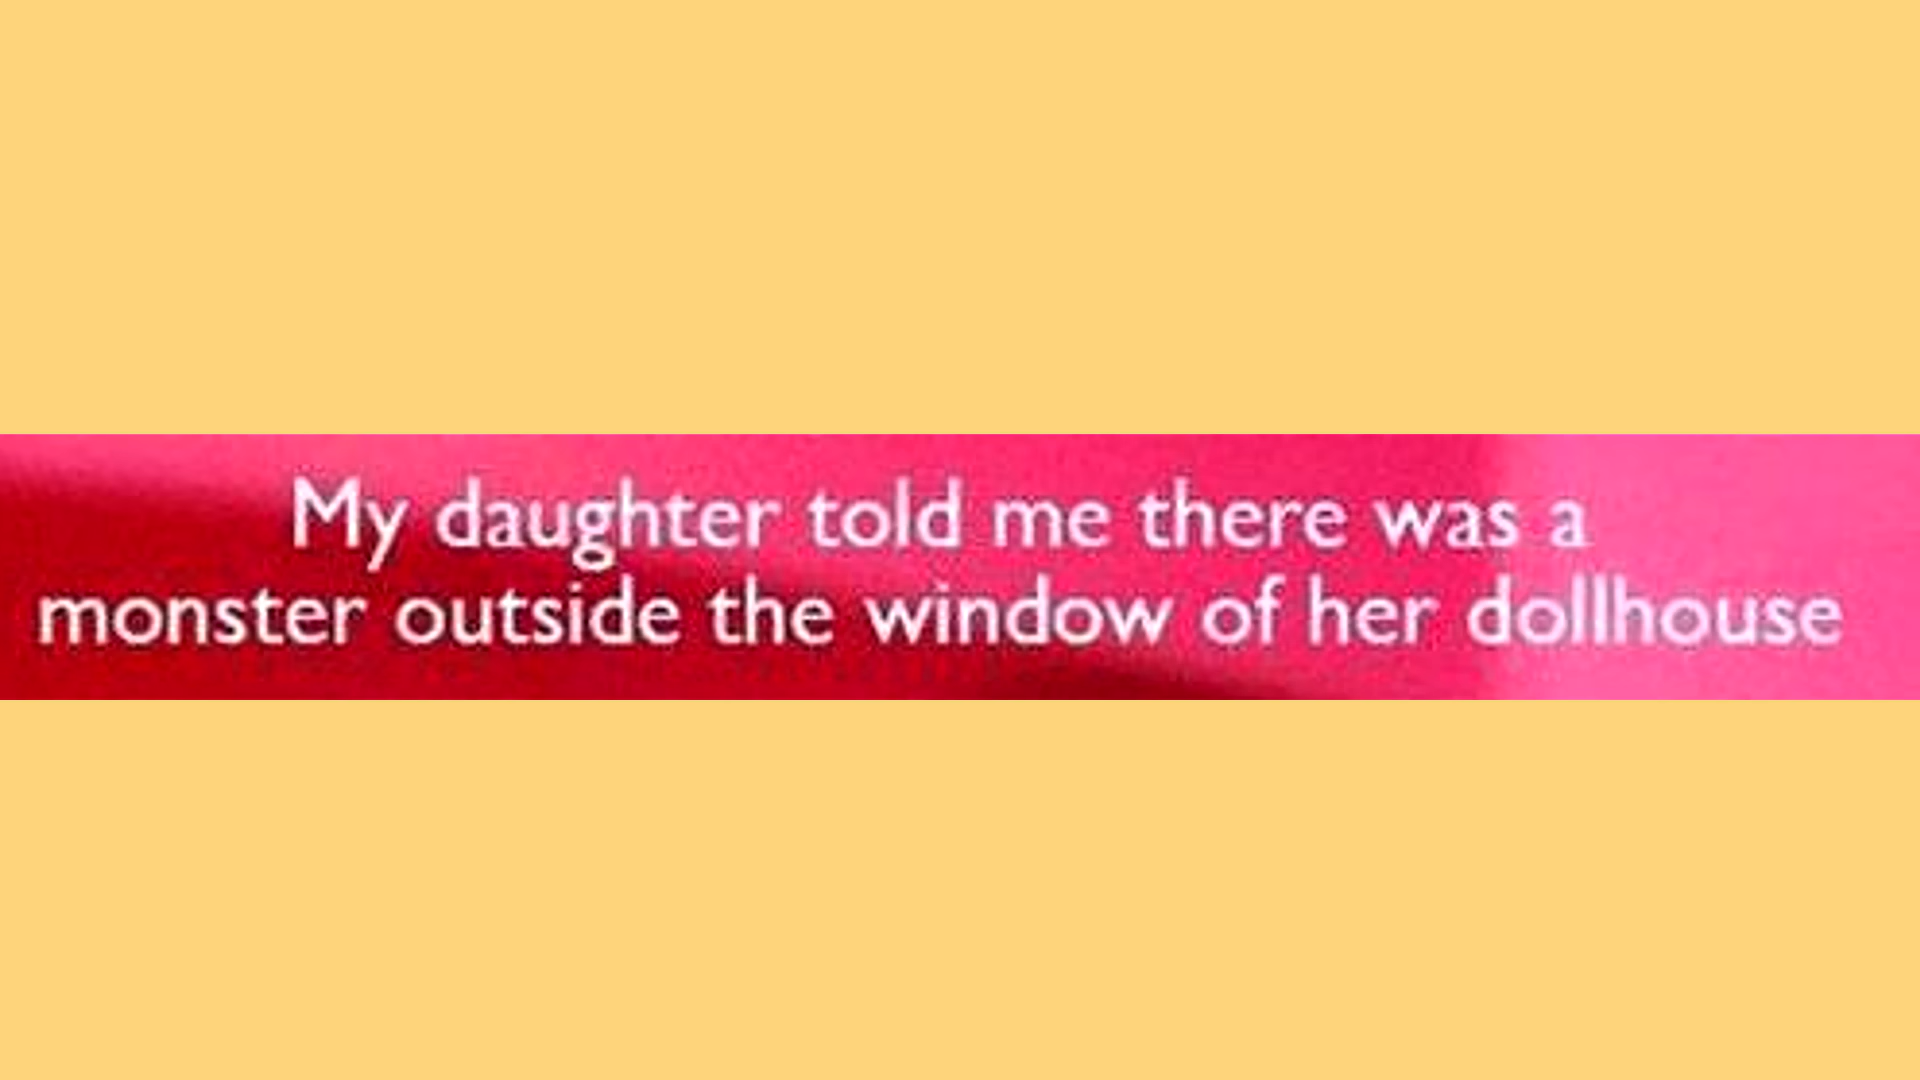 My daughter told me there was a
monster outside the window of her dollhouse